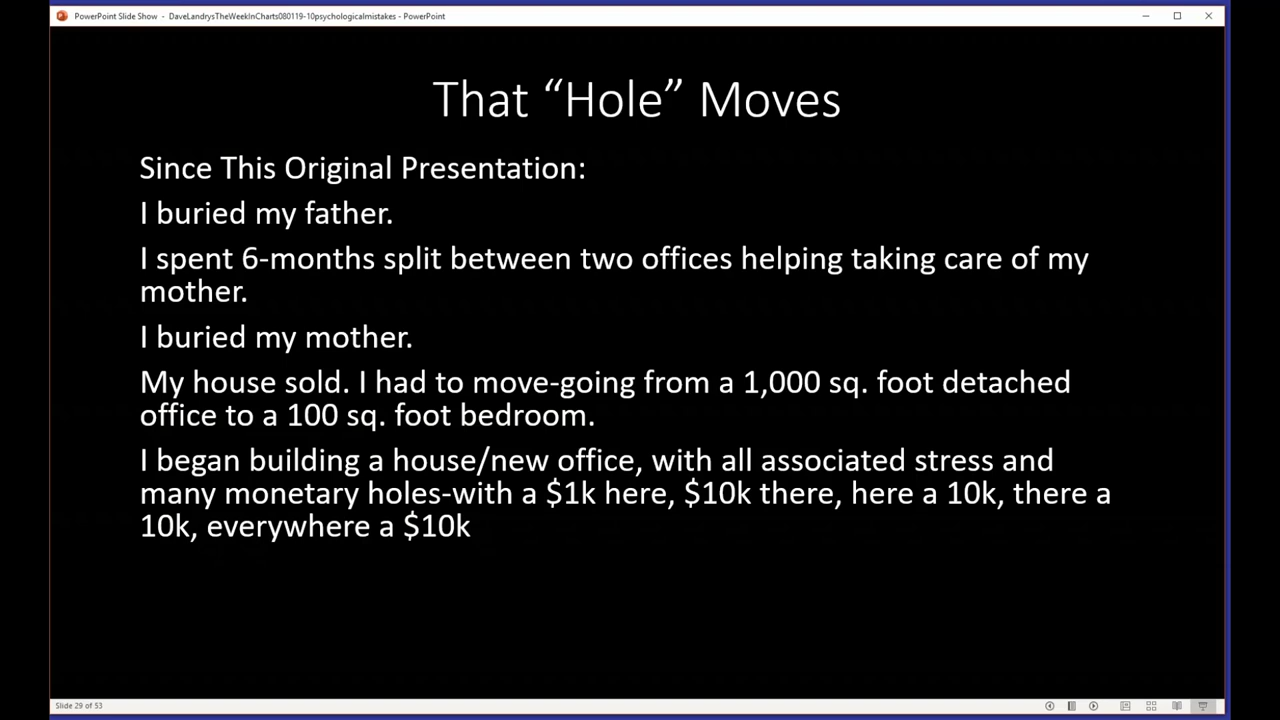 PowerPoint Slide Show - DaveLandrysTheWeekInCharts080119-10psychologicalmistakes - PowerPoint
That “Hole” Moves
Since This Original Presentation:
I buried my father.
I spent 6-months split between two offices helping taking care of my
mother.
I buried my mother.
My house sold. I had to move-going from a 1,000 sq. foot detached
office to a 100 sq. foot bedroom.
I began building a house/new office, with all associated stress and
many monetary holes-with a $1k here, $10k there, here a 10k, there a
10k, everywhere a $10k
Slide 29 of 53